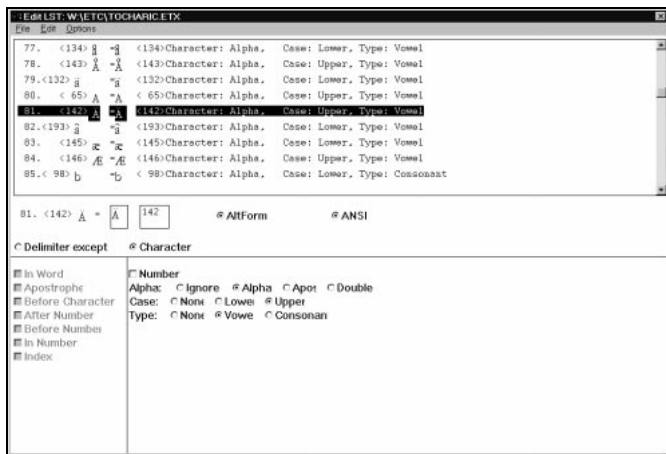 Edit LST: W:\ETC\TOCHARIC.ETX
File Edit Options
77. <134> å =å <134>Character: Alpha, Case: Lower, Type: Vowel
78. <143> Å =Å <143>Character: Alpha, Case: Upper, Type: Vowel
79.<132> ä =ä <132>Character: Alpha, Case: Lower, Type: Vowel
80. < 65> A =A < 65>Character: Alpha, Case: Upper, Type: Vowel
81. <142> Ä =Ä <142>Character: Alpha, Case: Upper, Type: Vowel
82.<193> ā =ā <193>Character: Alpha, Case: Lower, Type: Vowel
83. <145> æ =æ <145>Character: Alpha, Case: Lower, Type: Vowel
84. <146> Æ =Æ <146>Character: Alpha, Case: Upper, Type: Vowel
85.< 98> b =b < 98>Character: Alpha, Case: Lower, Type: Consonant
81. <142> Ä = Ä 142 AltForm ANSI
Delimiter except Character
In Word Number
Apostrophe Alpha: Ignore Alpha Apos Double
Before Character Case: None Lower Upper
After Number Type: None Vowe Consonan
Before Number
In Number
Index